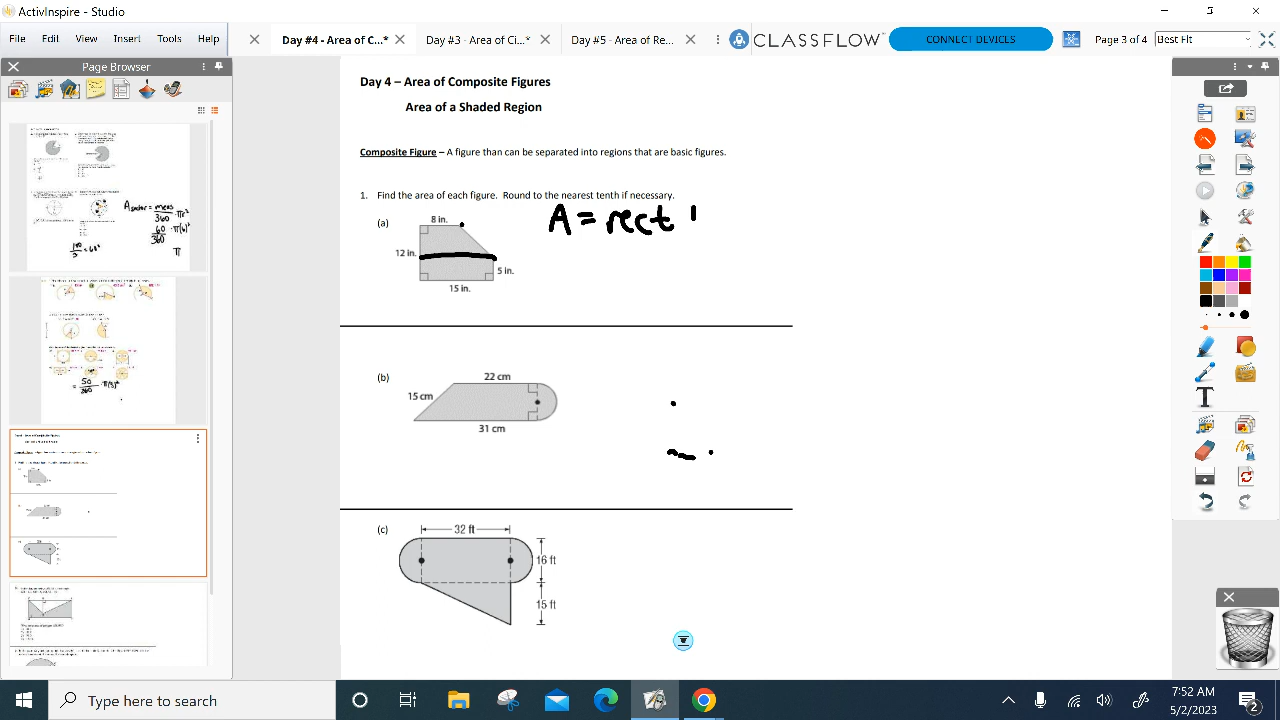 ActivInspire - Studio
File Edit View Insert Tools Help
Day #4 - Area of C...*
Day #3 - Area of Ci...*
Day #5 - Area of Re...
CLASSFLOW
CONNECT DEVICES
Page 3 of 4
Best Fit
Page Browser
Day 4 – Area of Composite Figures
Area of a Shaded Region
Composite Figure – A figure than can be separated into regions that are basic figures.
1. Find the area of each figure. Round to the nearest tenth if necessary.
(a)
8 in.
12 in.
5 in.
15 in.
A = rect
(b)
22 cm
15 cm
31 cm
(c)
32 ft
16 ft
15 ft
Type here to search
7:52 AM
5/2/2023
2